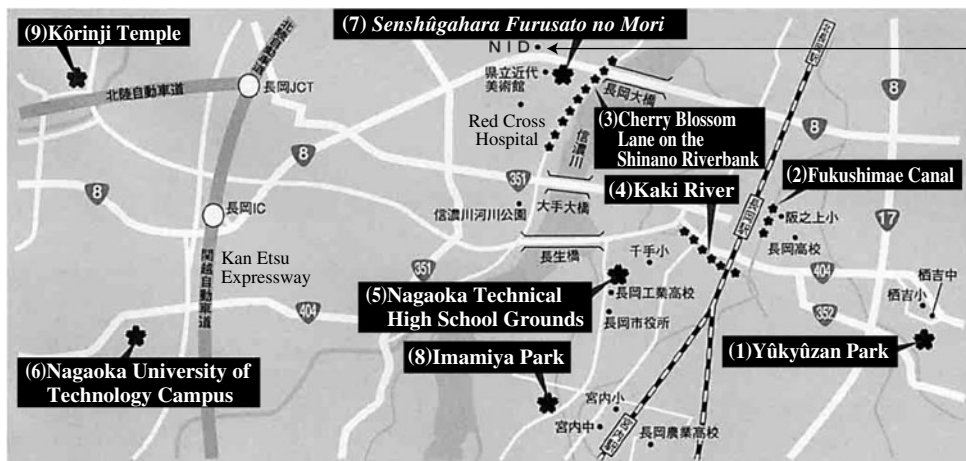 (9)Kôrinji Temple
(7) Senshûgahara Furusato no Mori
NID
県立近代
美術館
長岡大橋
8
8
長岡JCT
北陸自動車道
Red Cross
Hospital
(3)Cherry Blossom
Lane on the
Shinano Riverbank
信濃川
8
8
(2)Fukushimae Canal
(4)Kaki River
351
長岡IC
信濃川河川公園
大手大橋
阪之上小
17
長岡高校
Kan Etsu
Expressway
関越自動車道
351
長生橋
千手小
404
栖吉中
栖吉小
(5)Nagaoka Technical
High School Grounds
長岡工業高校
長岡市役所
404
352
(1)Yûkyûzan Park
(6)Nagaoka University of
Technology Campus
(8)Imamiya Park
宮内小
宮内中
長岡農業高校
長岡駅